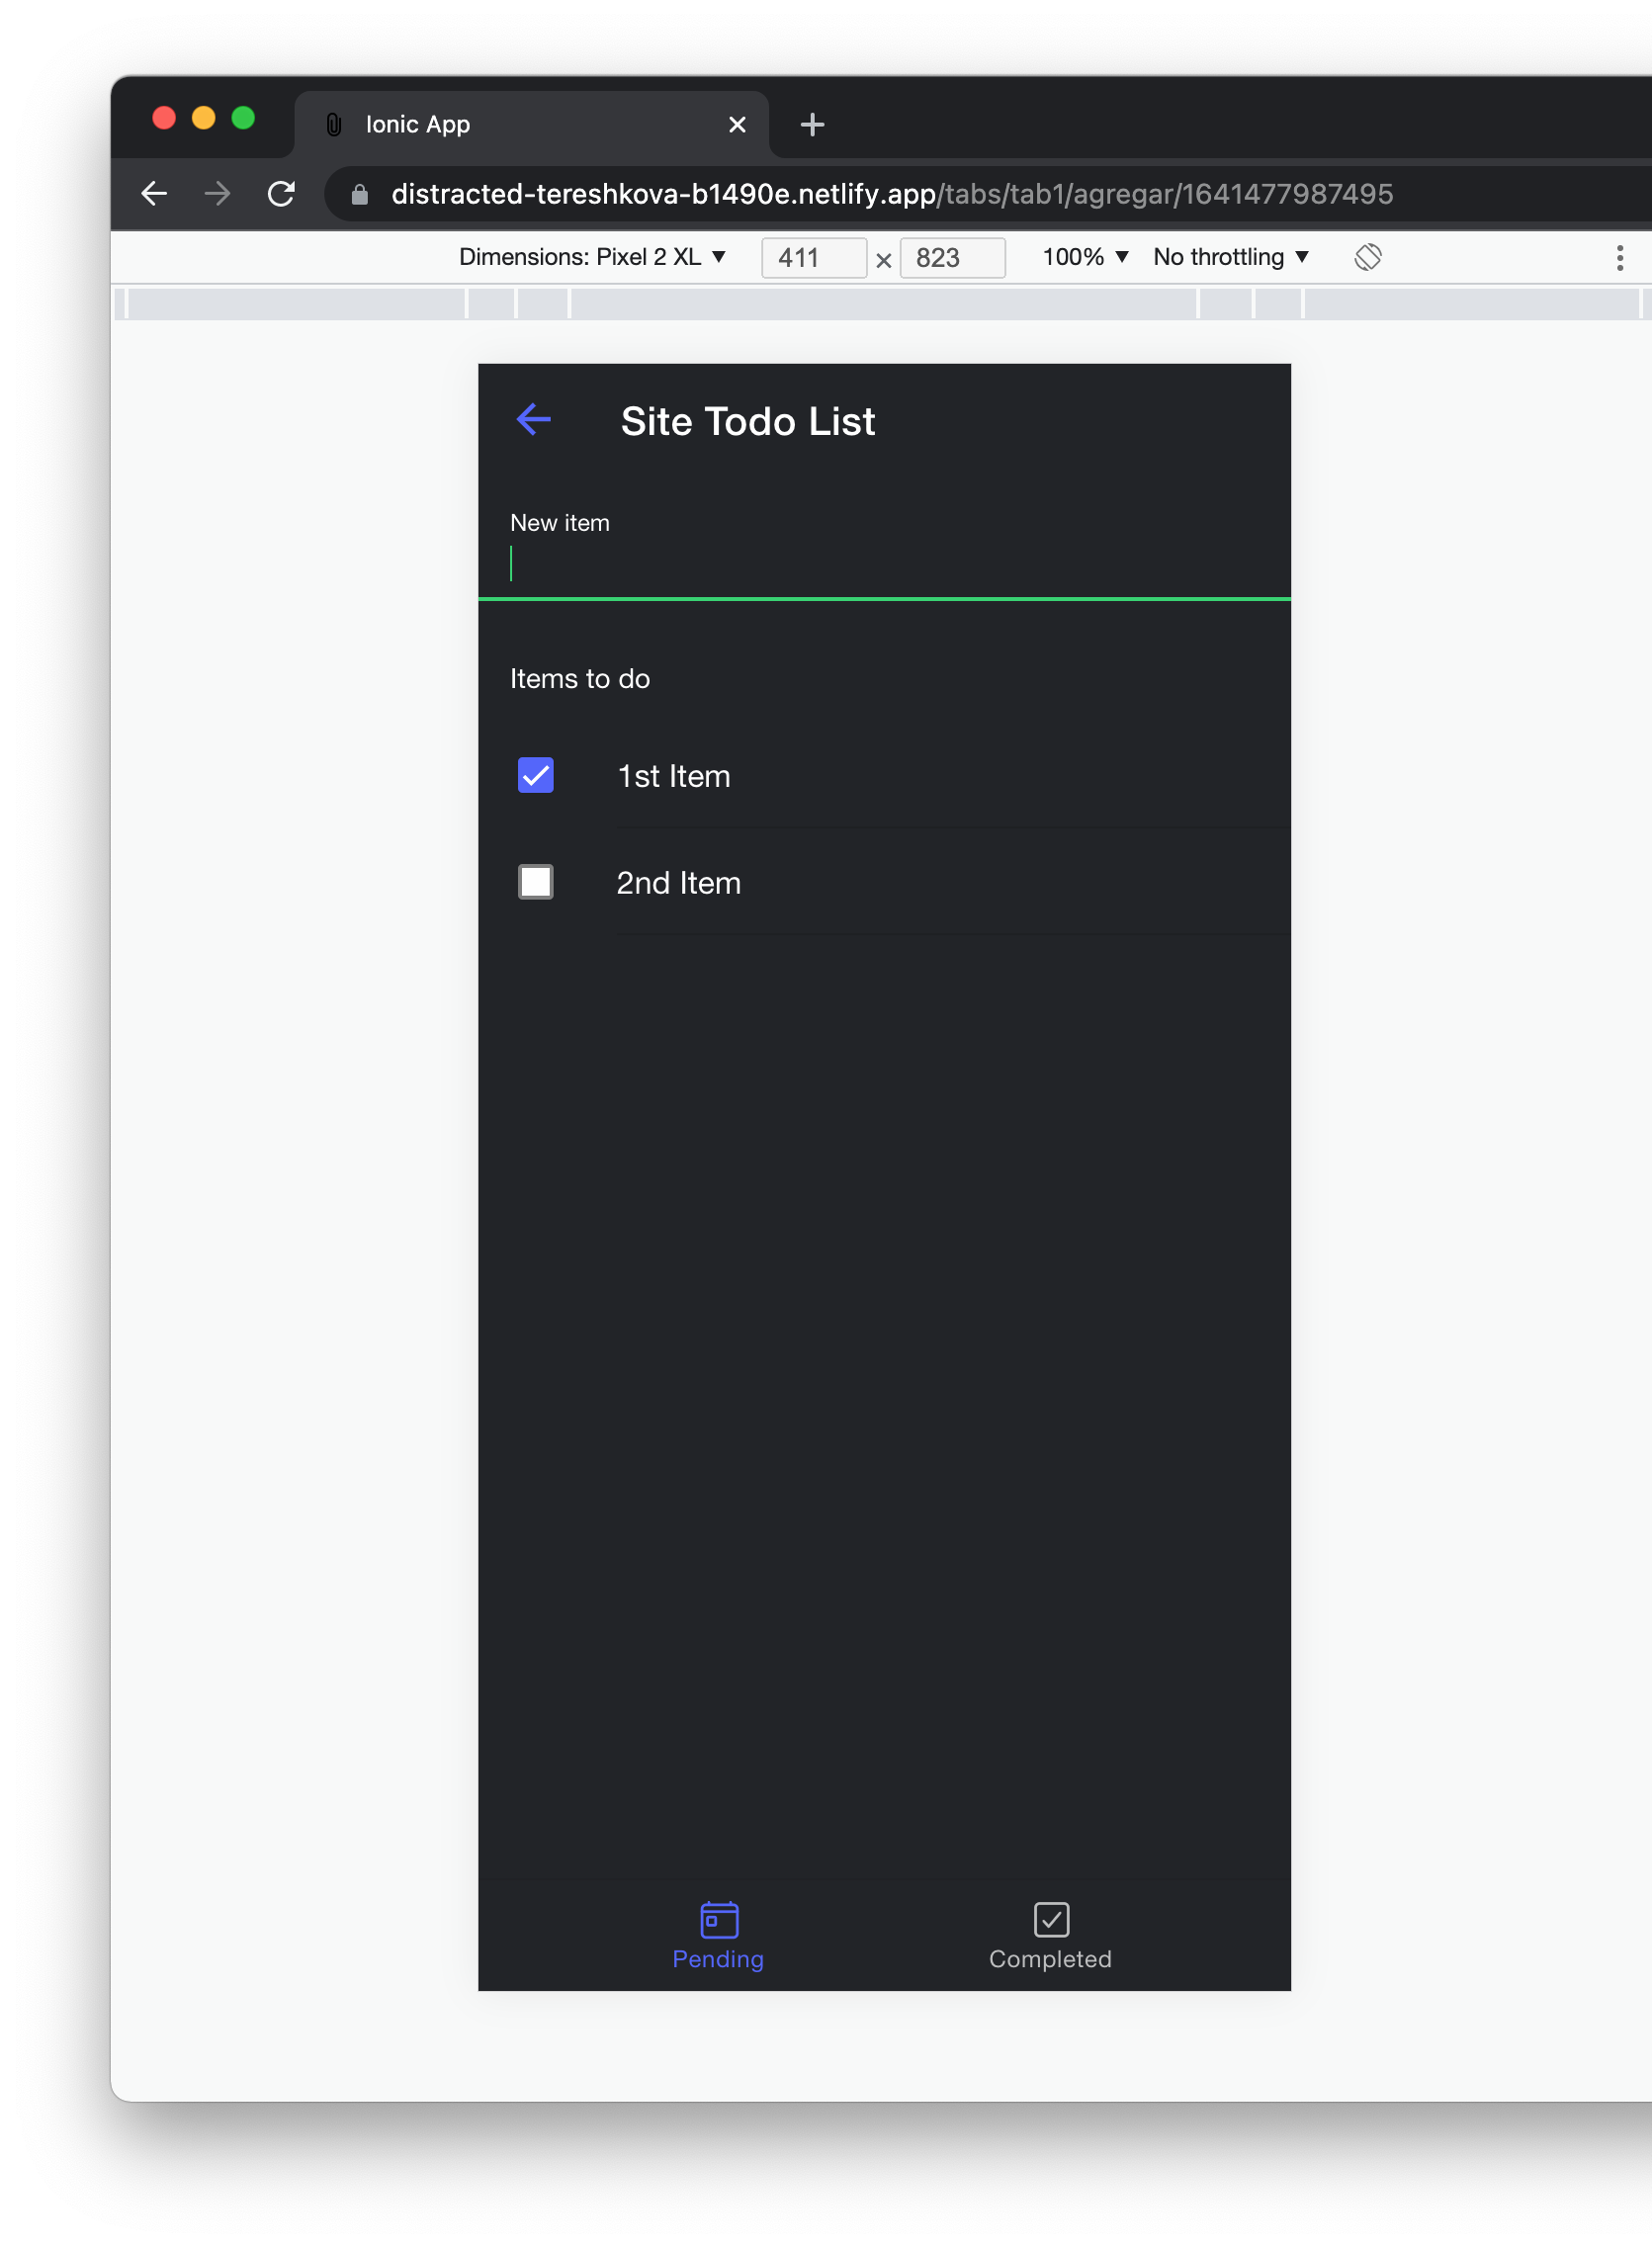 Ionic App
distracted-tereshkova-b1490e.netlify.app/tabs/tab1/agregar/1641477987495
Dimensions: Pixel 2 XL ▼ 411 × 823 100% ▼ No throttling ▼
Site Todo List
New item
Items to do
1st Item
2nd Item
Pending Completed